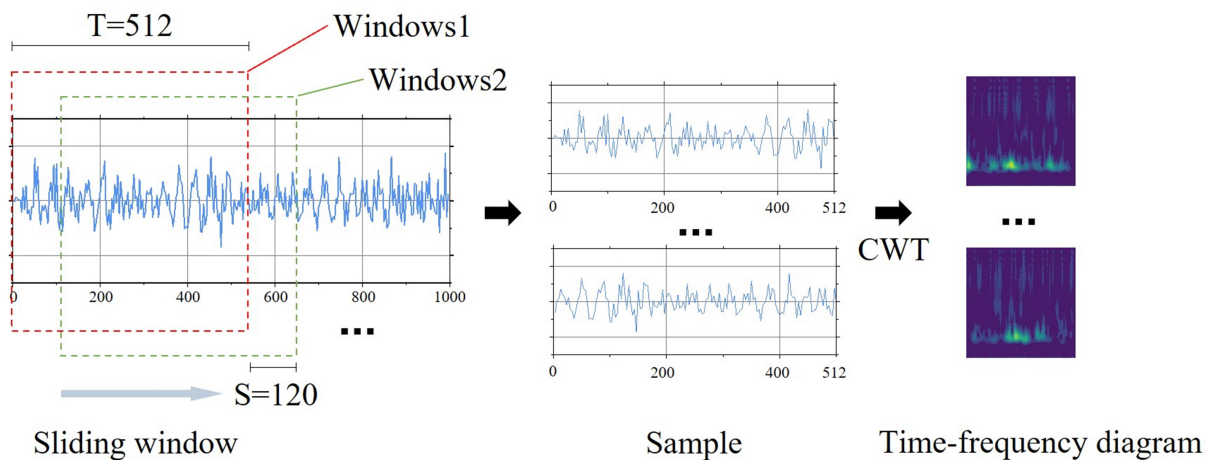 T=512
Windows1
Windows2
0 200 400 600 800 1000
...
S=120
Sliding window
0 200 400 512
...
0 200 400 512
Sample
CWT
...
Time-frequency diagram